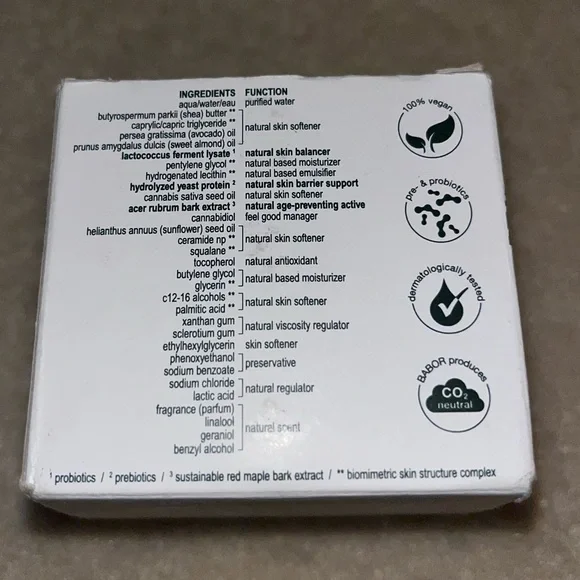 INGREDIENTS FUNCTION
aqua/water/eau purified water
butyrospermum parkii (shea) butter **
caprylic/capric triglyceride ** natural skin softener
persea gratissima (avocado) oil
prunus amygdalus dulcis (sweet almond) oil
lactococcus ferment lysate ¹ natural skin balancer
pentylene glycol ** natural based moisturizer
hydrogenated lecithin ** natural based emulsifier
hydrolyzed yeast protein ² natural skin barrier support
cannabis sativa seed oil natural skin softener
acer rubrum bark extract ³ natural age-preventing active
cannabidiol feel good manager
helianthus annuus (sunflower) seed oil
ceramide np ** natural skin softener
squalane **
tocopherol natural antioxidant
butylene glycol natural based moisturizer
glycerin **
c12-16 alcohols ** natural skin softener
palmitic acid **
xanthan gum natural viscosity regulator
sclerotium gum
ethylhexylglycerin skin softener
phenoxyethanol preservative
sodium benzoate
sodium chloride natural regulator
lactic acid
fragrance (parfum)
linalool natural scent
geraniol
benzyl alcohol
¹ probiotics / ² prebiotics / ³ sustainable red maple bark extract / ** biomimetric skin structure complex
100% vegan
pre- & probiotics
dermatologically tested
BABOR produces
CO₂
neutral